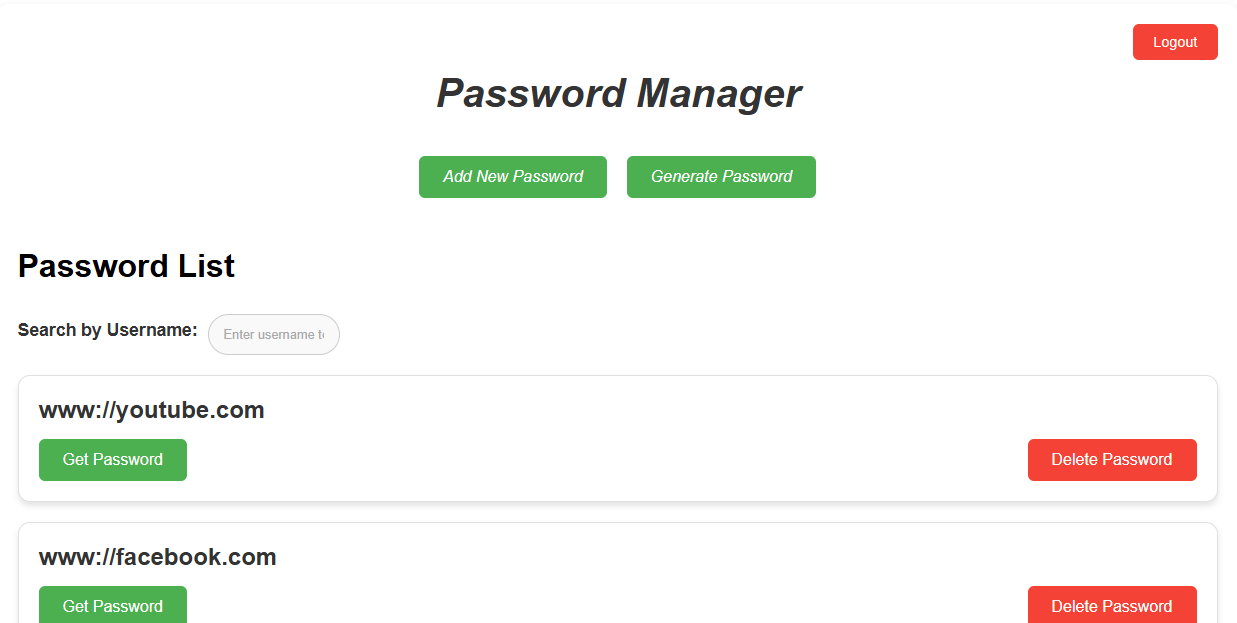 Logout
Password Manager
Add New Password Generate Password
Password List
Search by Username: Enter username to
www://youtube.com
Get Password Delete Password
www://facebook.com
Get Password Delete Password